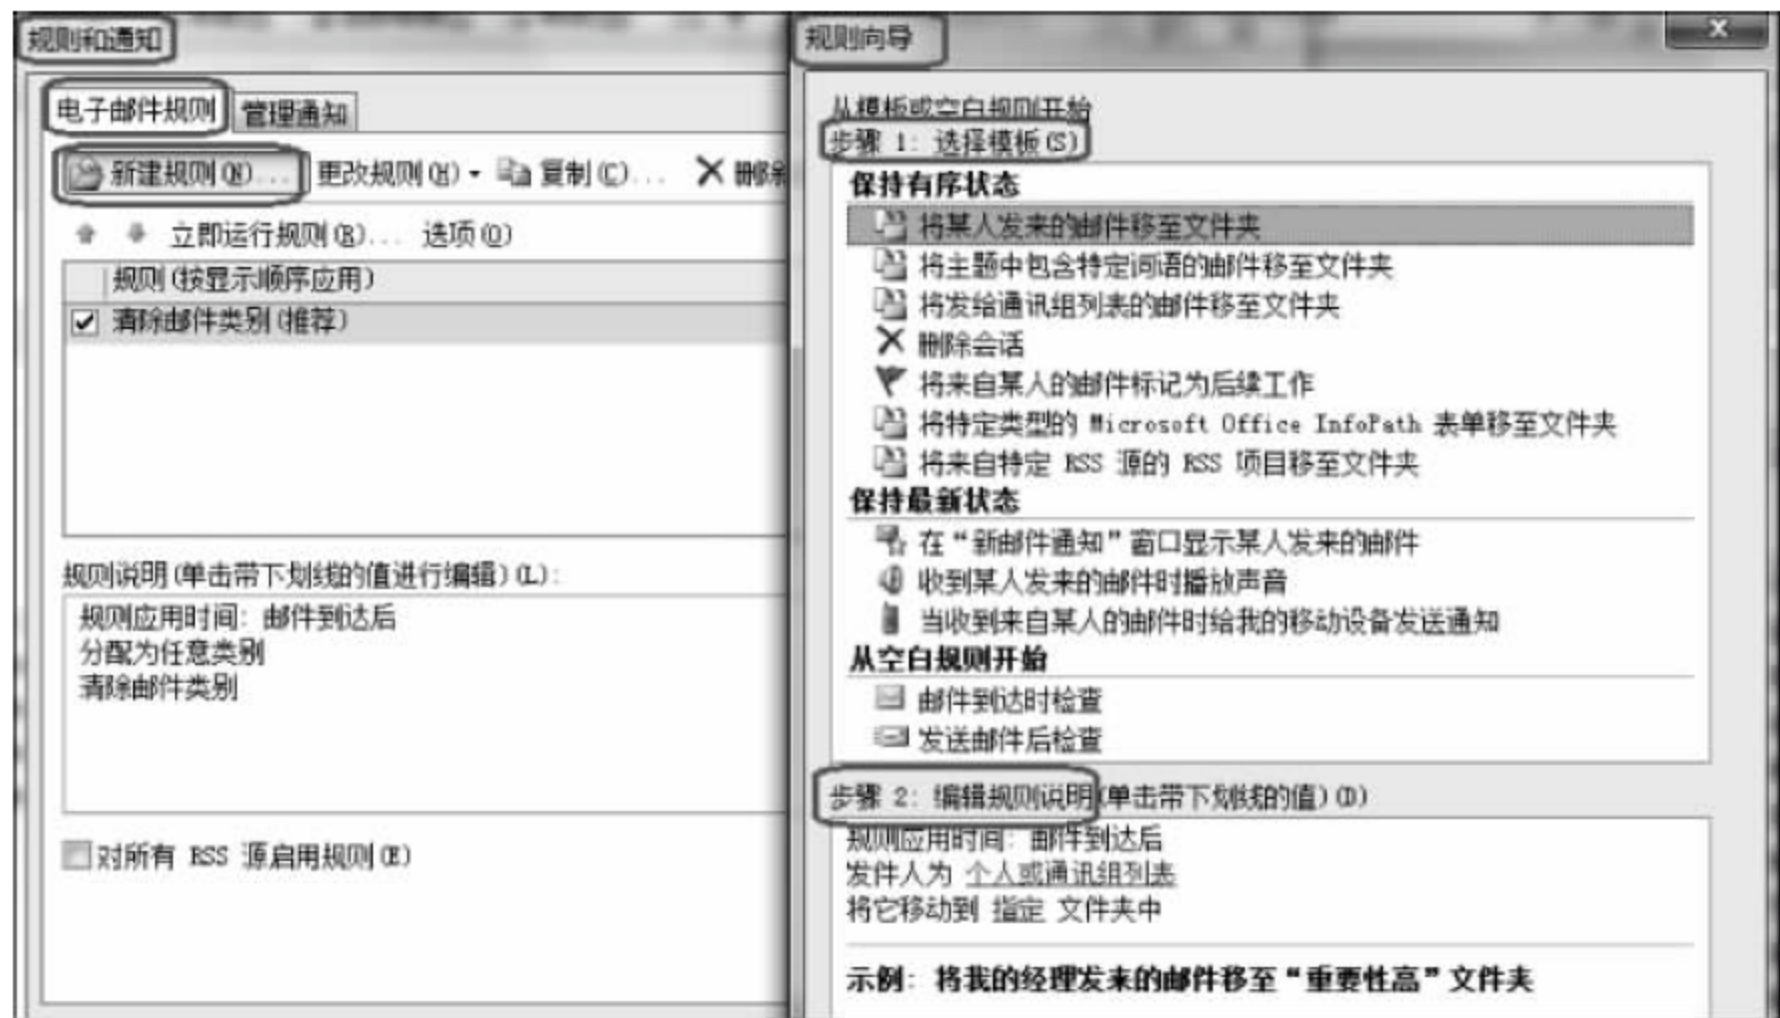 规则和通知
电子邮件规则 管理通知
新建规则(N)... 更改规则(H) 复制(C)... 删除
立即运行规则(R)... 选项(O)
规则(按显示顺序应用)
清除邮件类别(推荐)
规则说明(单击带下划线的值进行编辑)(L):
规则应用时间: 邮件到达后
分配为任意类别
清除邮件类别
对所有 RSS 源启用规则(E)
规则向导
从模板或空白规则开始
步骤 1: 选择模板(S)
保持有序状态
将某人发来的邮件移至文件夹
将主题中包含特定词语的邮件移至文件夹
将发给通讯组列表的邮件移至文件夹
删除会话
将来自某人的邮件标记为后续工作
将特定类型的 Microsoft Office InfoPath 表单移至文件夹
将来自特定 RSS 源的 RSS 项目移至文件夹
保持最新状态
在“新邮件通知”窗口显示某人发来的邮件
收到某人发来的邮件时播放声音
当收到来自某人的邮件时给我的移动设备发送通知
从空白规则开始
邮件到达时检查
发送邮件后检查
步骤 2: 编辑规则说明(单击带下划线的值)(D)
规则应用时间: 邮件到达后
发件人为 个人或通讯组列表
将它移动到 指定 文件夹中
示例: 将我的经理发来的邮件移至“重要性高”文件夹